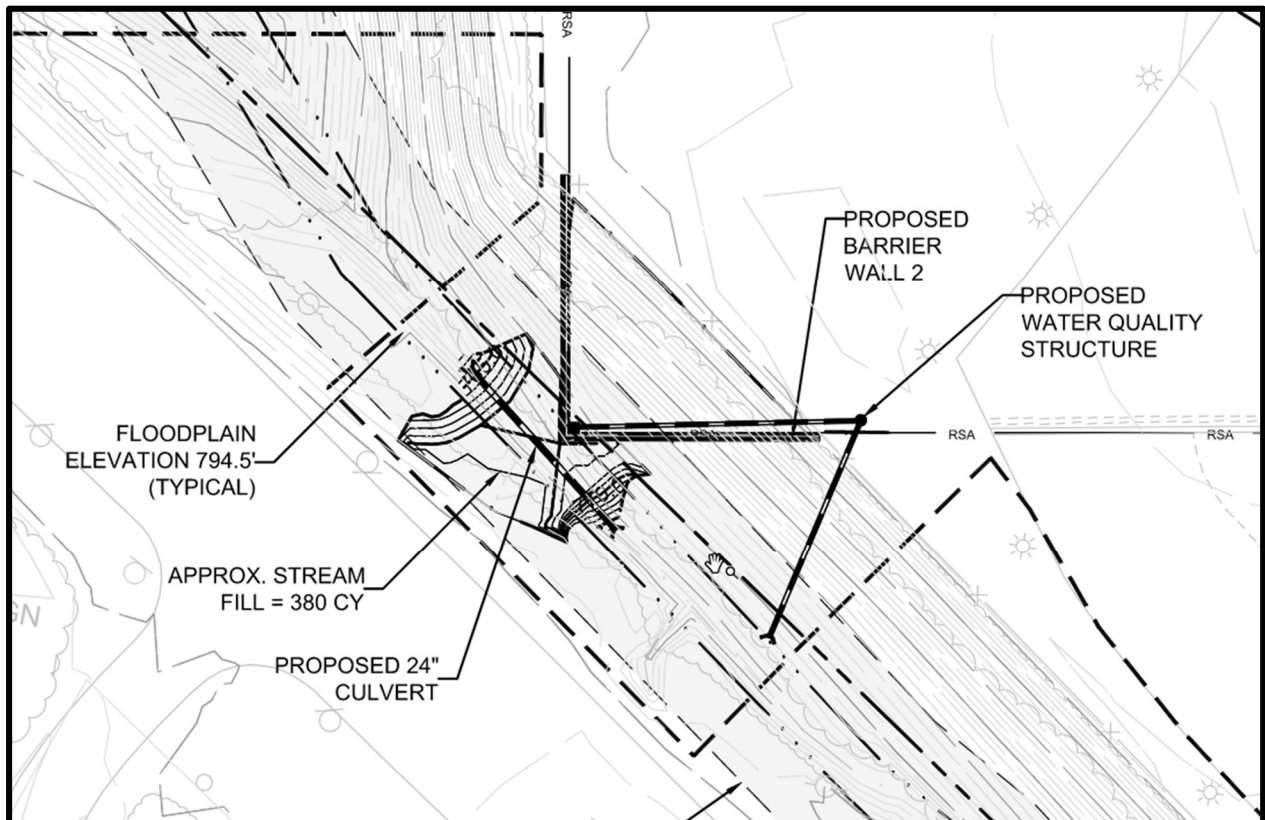 RSA
PROPOSED
BARRIER
WALL 2
PROPOSED
WATER QUALITY
STRUCTURE
FLOODPLAIN
ELEVATION 794.5'
(TYPICAL)
RSA
RSA
APPROX. STREAM
FILL = 380 CY
GN
PROPOSED 24"
CULVERT